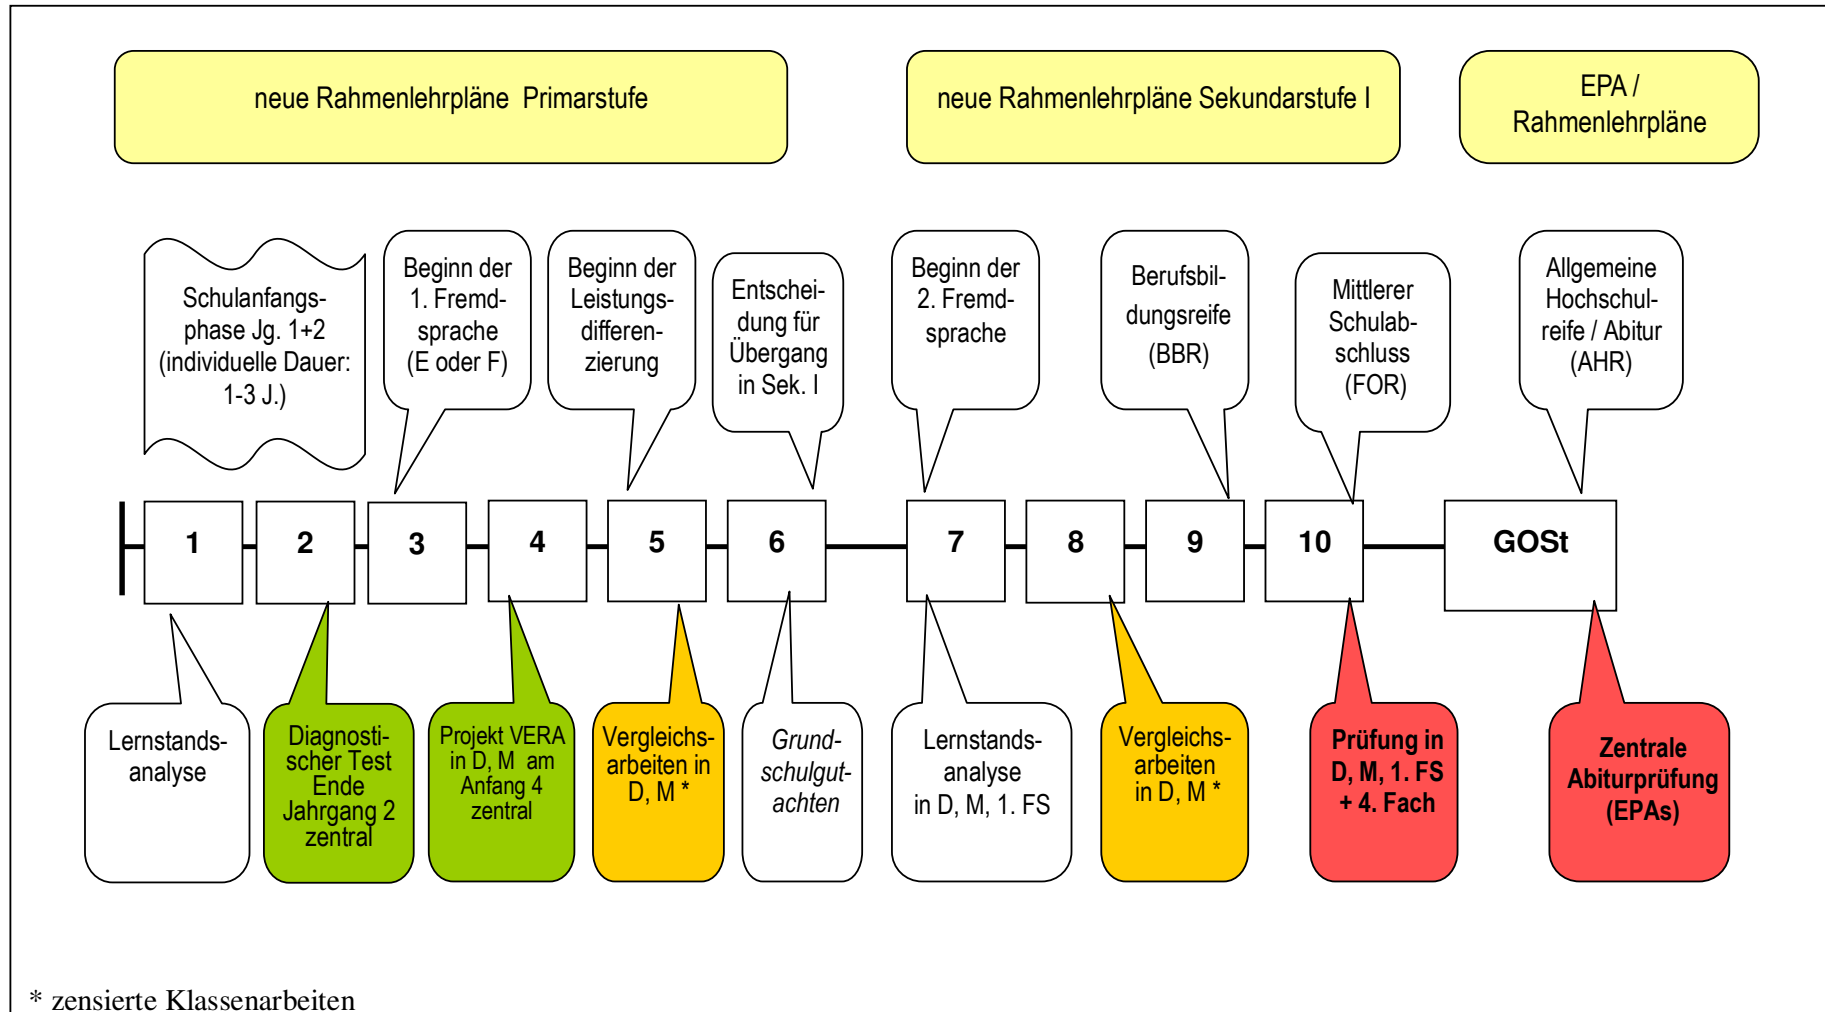 neue Rahmenlehrpläne Primarstufe
neue Rahmenlehrpläne Sekundarstufe I
EPA /
Rahmenlehrpläne
Schulanfangs-
phase Jg. 1+2
(individuelle Dauer:
1-3 J.)
Beginn der
1. Fremd-
sprache
(E oder F)
Beginn der
Leistungs-
differen-
zierung
Entschei-
dung für
Übergang
in Sek. I
Beginn der
2. Fremd-
sprache
Berufsbil-
dungsreife
(BBR)
Mittlerer
Schulab-
schluss
(FOR)
Allgemeine
Hochschul-
reife / Abitur
(AHR)
1
2
3
4
5
6
7
8
9
10
GOSt
Lernstands-
analyse
Diagnosti-
scher Test
Ende
Jahrgang 2
zentral
Projekt VERA
in D, M am
Anfang 4
zentral
Vergleichs-
arbeiten in
D, M *
Grund-
schulgut-
achten
Lernstands-
analyse
in D, M, 1. FS
Vergleichs-
arbeiten
in D, M *
Prüfung in
D, M, 1. FS
+ 4. Fach
Zentrale
Abiturprüfung
(EPAs)
* zensierte Klassenarbeiten